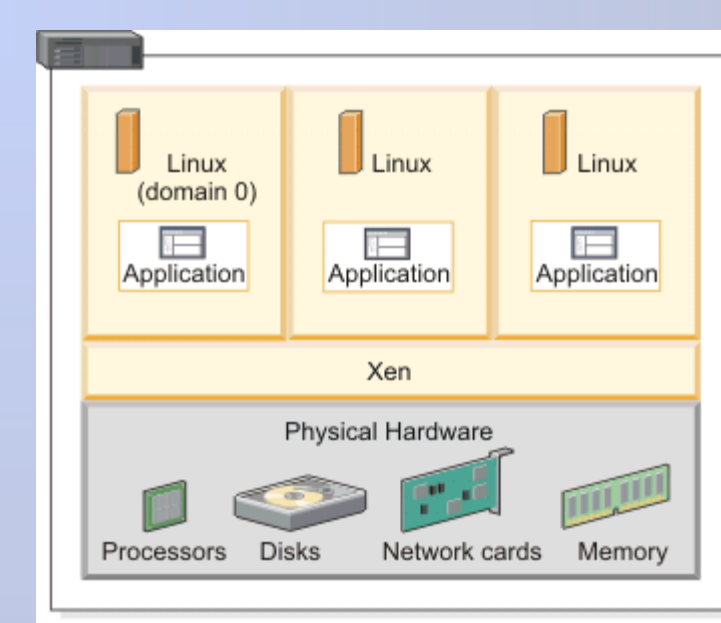 Linux
(domain 0)
Application
Linux
Application
Linux
Application
Xen
Physical Hardware
Processors
Disks
Network cards
Memory